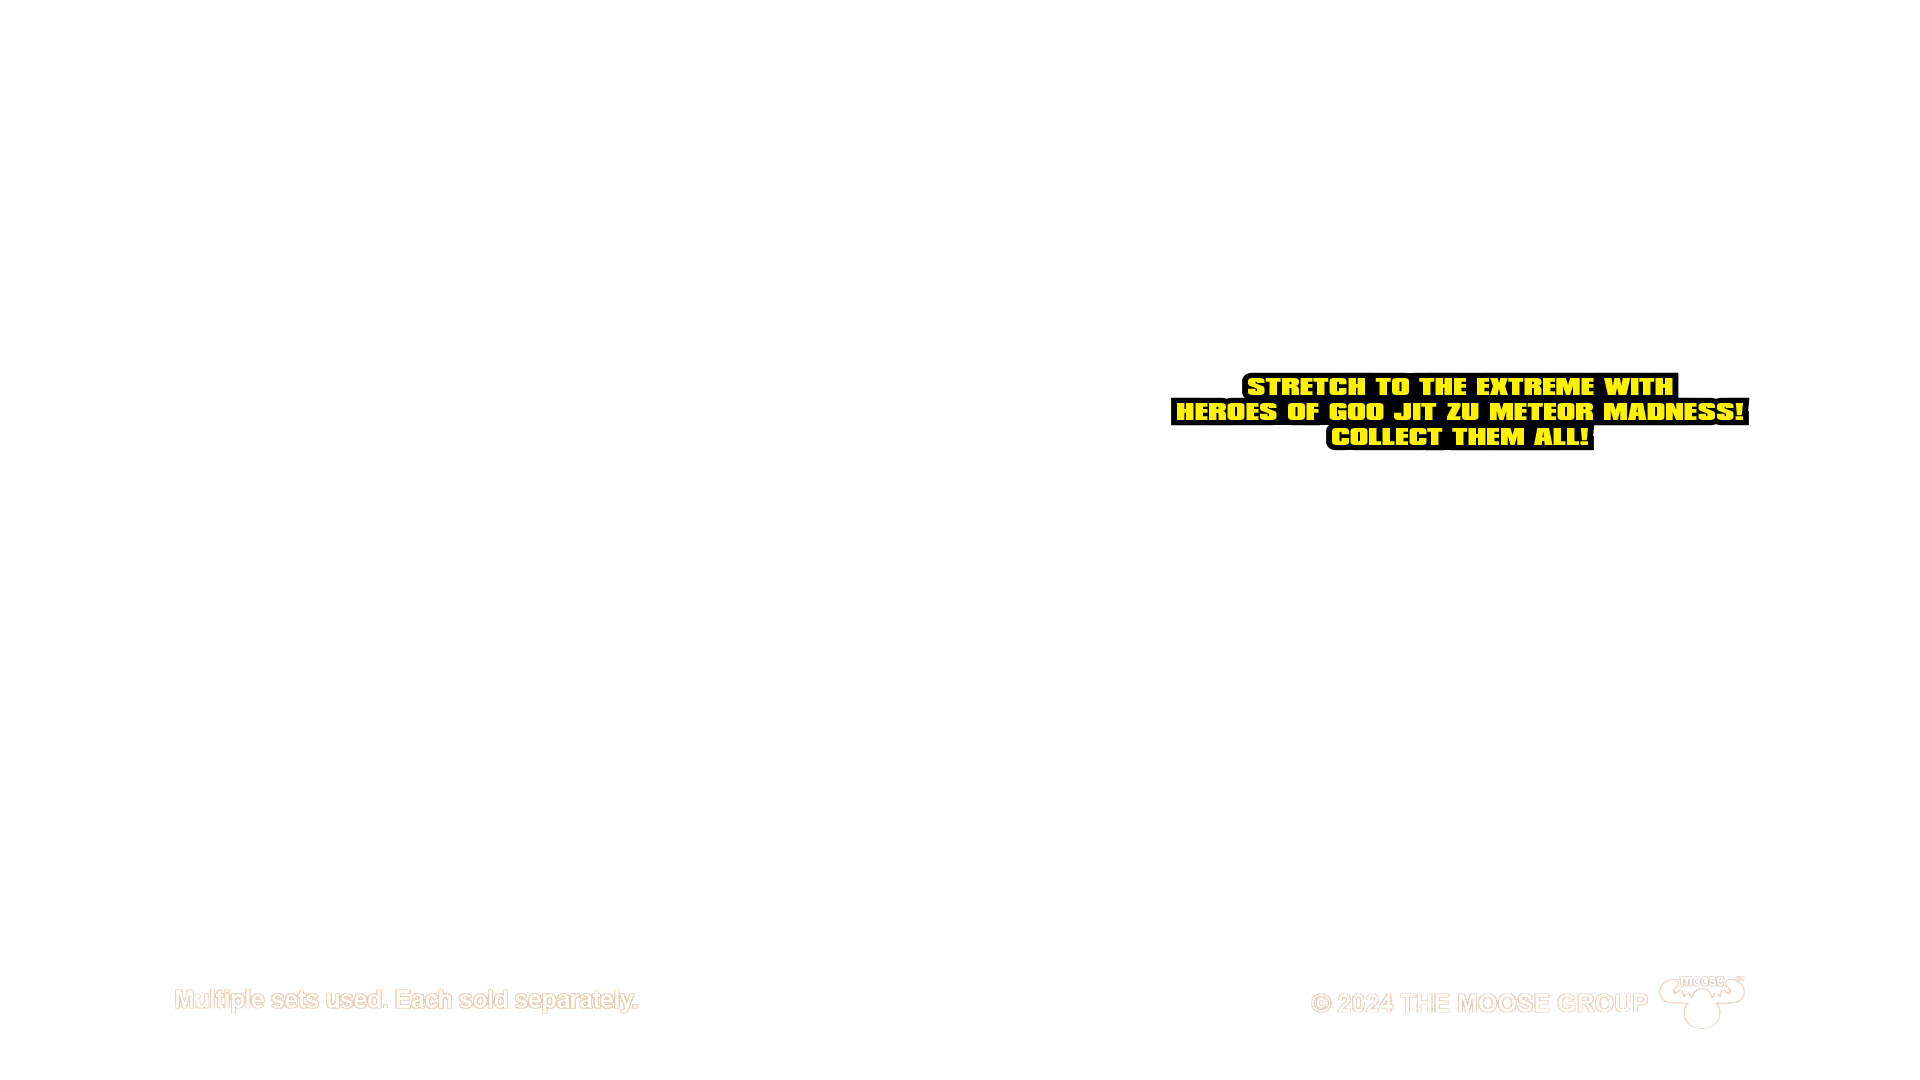 STRETCH TO THE EXTREME WITH
HEROES OF GOO JIT ZU METEOR MADNESS!
COLLECT THEM ALL!
Multiple sets used. Each sold separately.
© 2024 THE MOOSE GROUP
moose